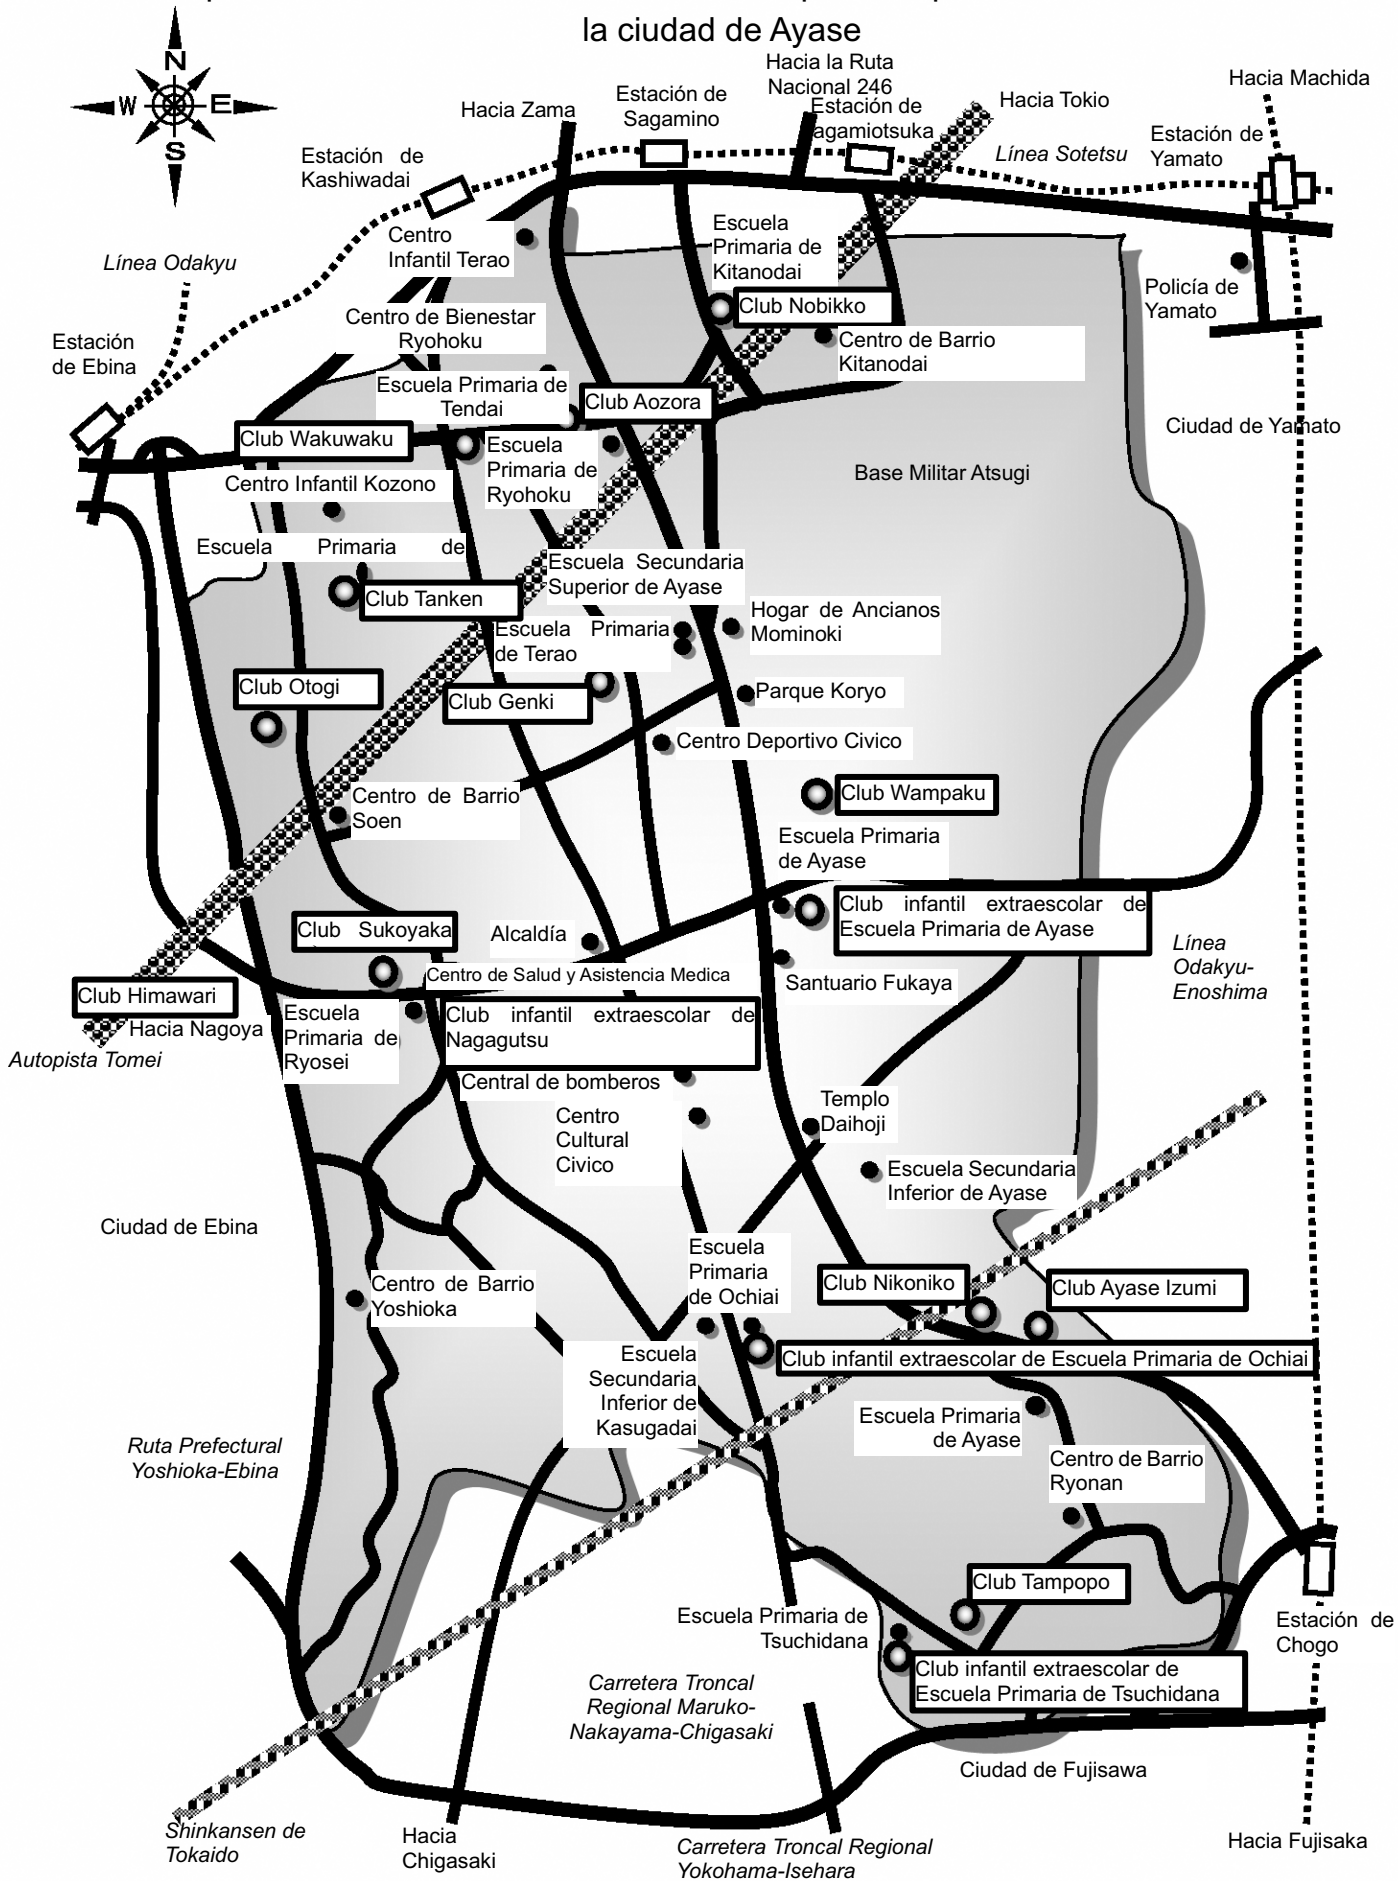 la ciudad de Ayase
N
W
E
S
Hacia Zama
Estación de
Sagamino
Hacia la Ruta
Nacional 246
Estación de
agamiotsuka
Hacia Tokio
Hacia Machida
Línea Sotetsu
Estación de
Yamato
Estación de
Kashiwadai
Línea Odakyu
Centro
Infantil Terao
Escuela
Primaria de
Kitanodai
Policía de
Yamato
Club Nobikko
Centro de Bienestar
Ryohoku
Estación
de Ebina
Centro de Barrio
Kitanodai
Escuela Primaria de
Tendai
Club Aozora
Ciudad de Yamato
Club Wakuwaku
Escuela
Primaria de
Ryohoku
Base Militar Atsugi
Centro Infantil Kozono
Escuela Primaria de
Club Tanken
Escuela Secundaria
Superior de Ayase
Hogar de Ancianos
Mominoki
Escuela Primaria
de Terao
Club Otogi
Club Genki
Parque Koryo
Centro Deportivo Civico
Centro de Barrio
Soen
Club Wampaku
Escuela Primaria
de Ayase
Club infantil extraescolar de
Escuela Primaria de Ayase
Club Sukoyaka
Alcaldía
Línea
Odakyu-
Enoshima
Centro de Salud y Asistencia Medica
Santuario Fukaya
Club Himawari
Hacia Nagoya
Autopista Tomei
Escuela
Primaria de
Ryosei
Club infantil extraescolar de
Nagagutsu
Central de bomberos
Centro
Cultural
Civico
Templo
Daihoji
Escuela Secundaria
Inferior de Ayase
Ciudad de Ebina
Escuela
Primaria
de Ochiai
Centro de Barrio
Yoshioka
Club Nikoniko
Club Ayase Izumi
Escuela
Secundaria
Inferior de
Kasugadai
Club infantil extraescolar de Escuela Primaria de Ochiai
Escuela Primaria
de Ayase
Ruta Prefectural
Yoshioka-Ebina
Centro de Barrio
Ryonan
Club Tampopo
Escuela Primaria de
Tsuchidana
Estación de
Chogo
Club infantil extraescolar de
Escuela Primaria de Tsuchidana
Carretera Troncal
Regional Maruko-
Nakayama-Chigasaki
Ciudad de Fujisawa
Shinkansen de
Tokaido
Hacia
Chigasaki
Carretera Troncal Regional
Yokohama-Isehara
Hacia Fujisaka